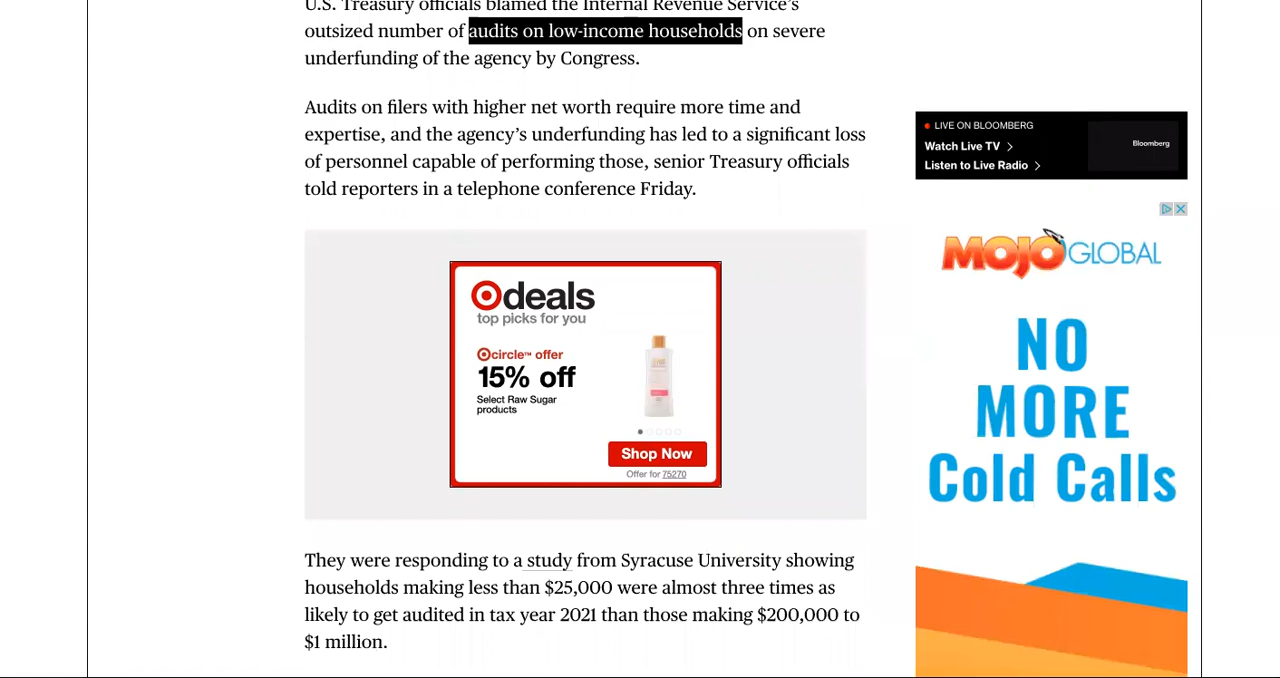 U.S. Treasury officials blamed the Internal Revenue Service's
outsized number of audits on low-income households on severe
underfunding of the agency by Congress.
Audits on filers with higher net worth require more time and
expertise, and the agency's underfunding has led to a significant loss
of personnel capable of performing those, senior Treasury officials
told reporters in a telephone conference Friday.
deals
top picks for you
circle™ offer
15% off
Select Raw Sugar
products
Shop Now
Offer for 75270
They were responding to a study from Syracuse University showing
households making less than $25,000 were almost three times as
likely to get audited in tax year 2021 than those making $200,000 to
$1 million.
LIVE ON BLOOMBERG
Watch Live TV
Listen to Live Radio
Bloomberg
MOJO GLOBAL
NO
MORE
Cold Calls